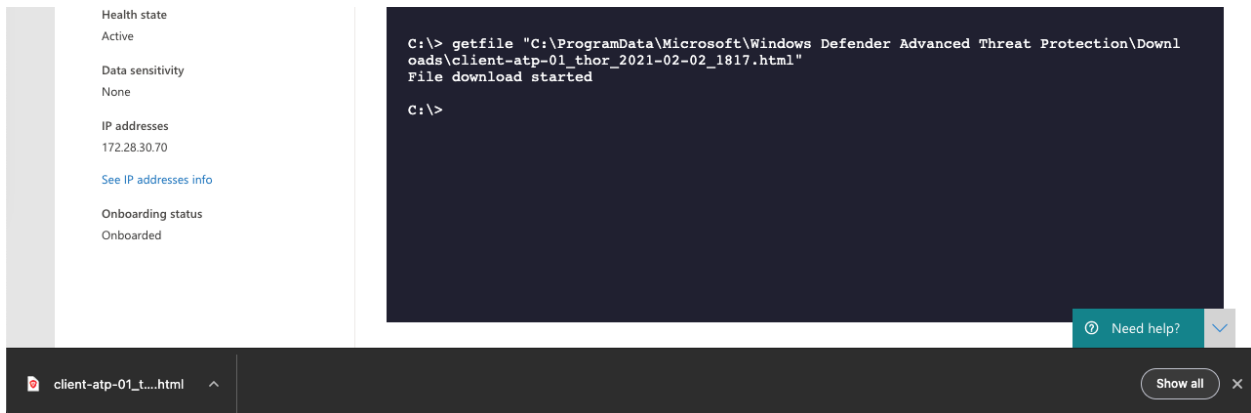 Health state
Active
Data sensitivity
None
IP addresses
172.28.30.70
See IP addresses info
Onboarding status
Onboarded
C:\> getfile "C:\ProgramData\Microsoft\Windows Defender Advanced Threat Protection\Downl
oads\client-atp-01_thor_2021-02-02_1817.html"
File download started
C:\>
Need help?
client-atp-01_t....html
Show all